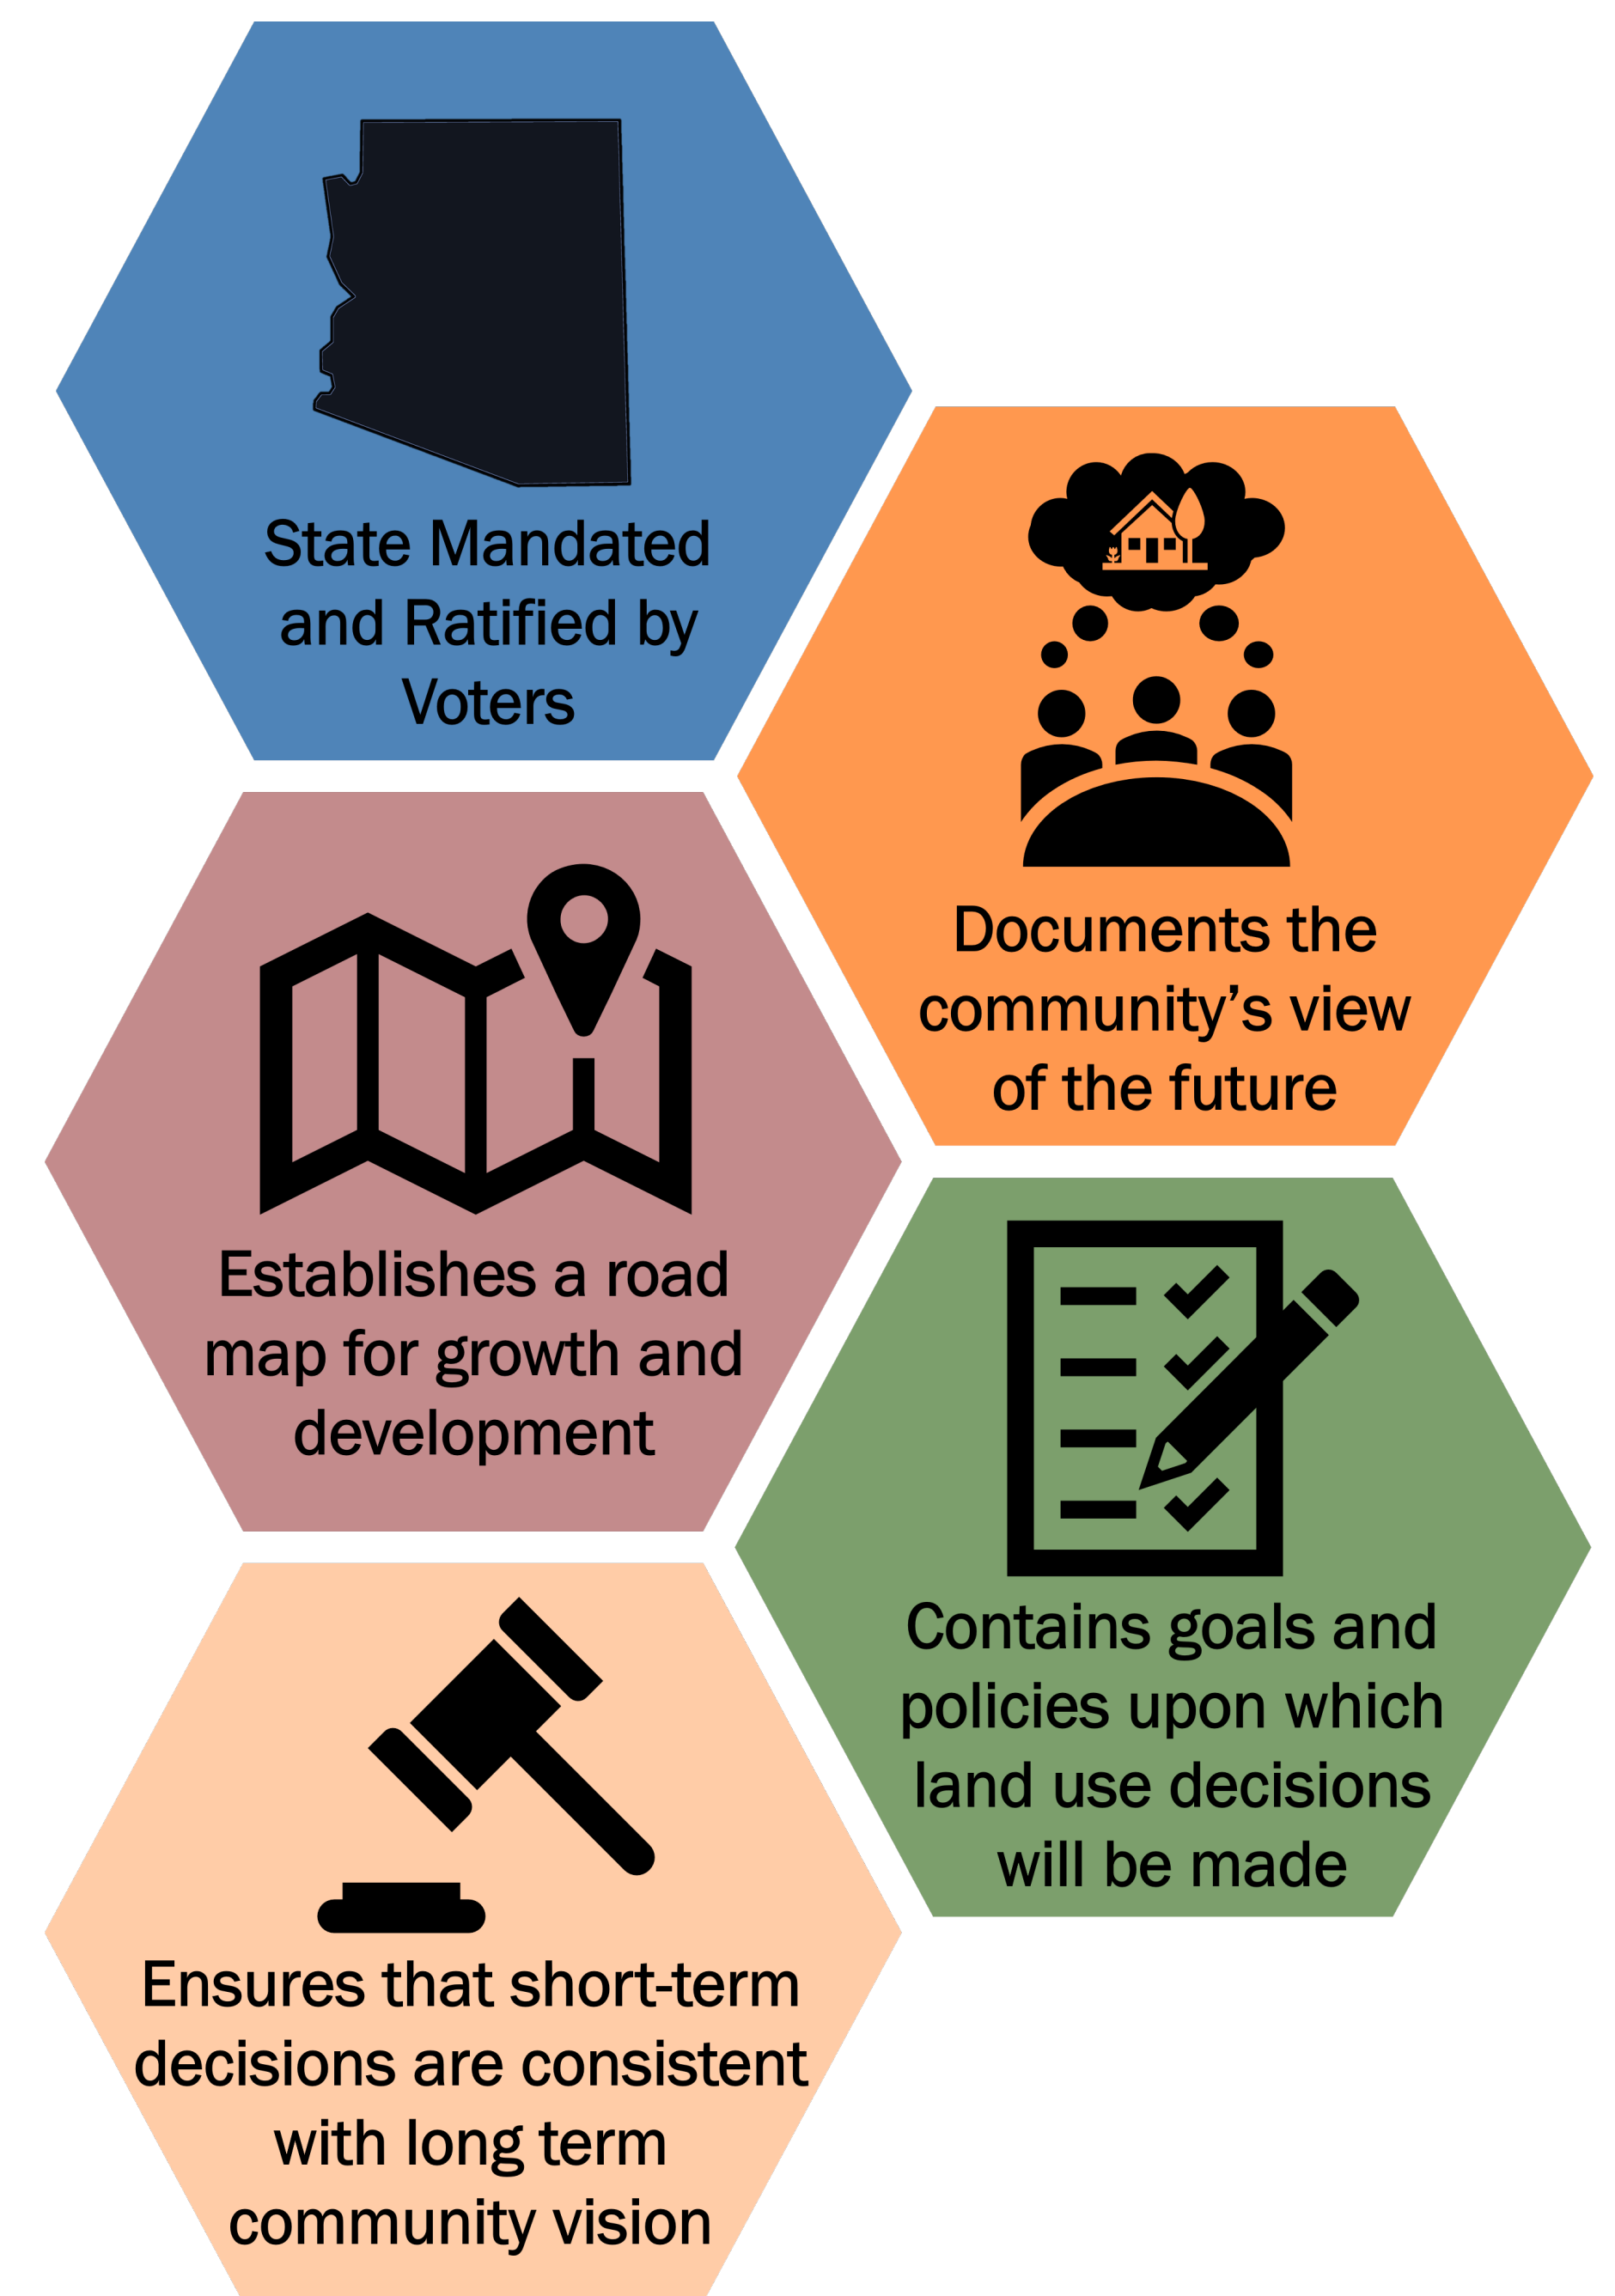 State Mandated
and Ratified by
Voters
Documents the
community's view
of the future
Establishes a road
map for growth and
development
Contains goals and
policies upon which
land use decisions
will be made
Ensures that short-term
decisions are consistent
with long term
community vision